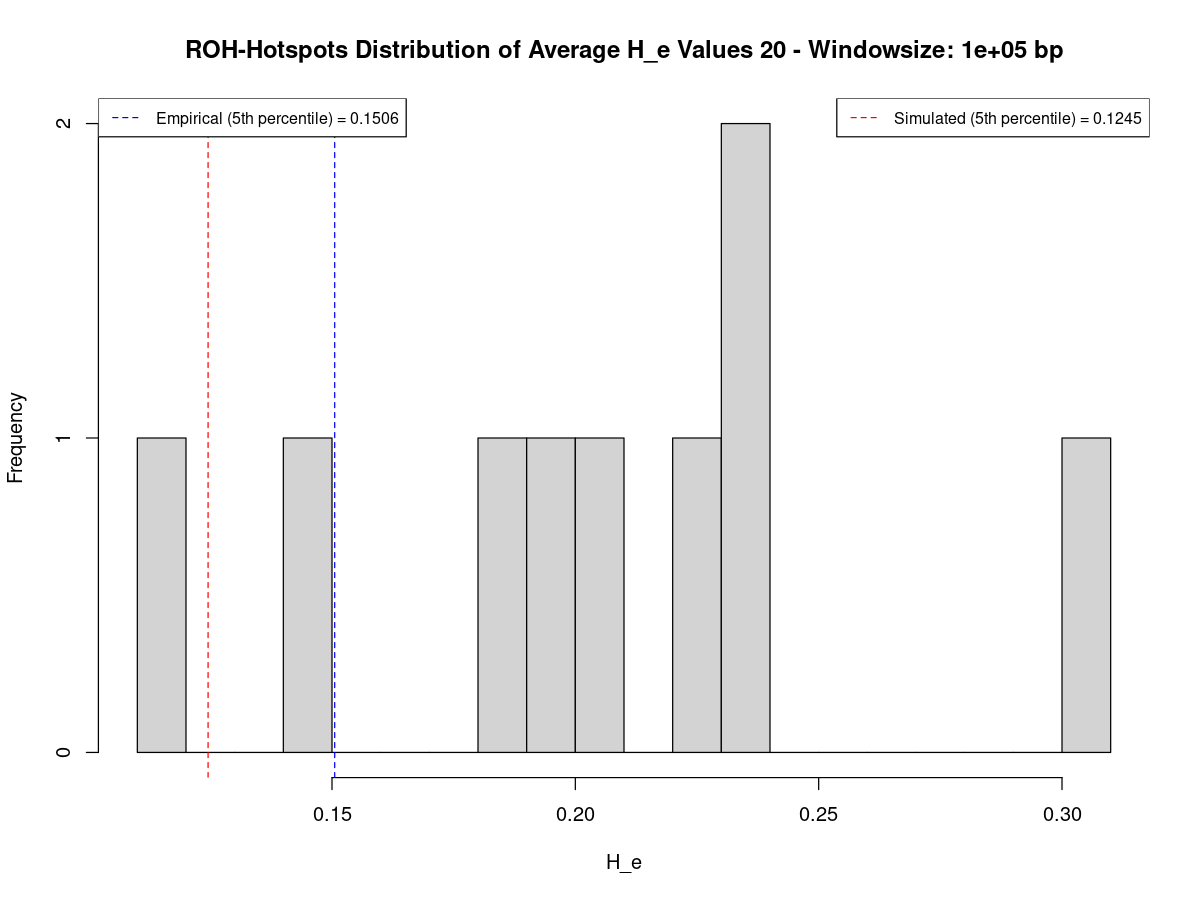 ROH-Hotspots Distribution of Average H_e Values 20 - Windowsize: 1e+05 bp
Empirical (5th percentile) = 0.1506
Simulated (5th percentile) = 0.1245
2
1
0
Frequency
0.15
0.20
0.25
0.30
H_e